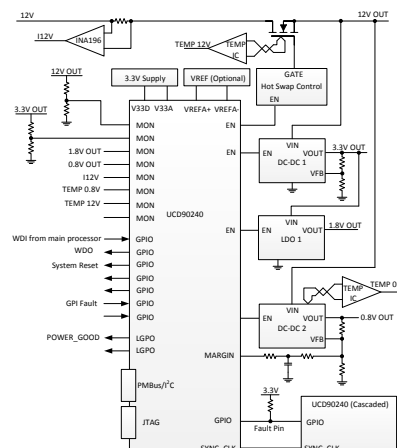 12V
12V OUT
I12V
INA196
TEMP 12V
TEMP
IC
12V OUT
3.3V Supply
VREF (Optional)
GATE
Hot Swap Control
EN
3.3V OUT
V33D V33A VREFA+ VREFA-
MON
EN
MON
VIN
3.3V OUT
1.8V OUT
MON
EN
EN VOUT
DC-DC 1
0.8V OUT
MON
VFB
I12V
MON
TEMP 0.8V
MON
TEMP 12V
MON
MON
UCD90240
VIN
EN
EN VOUT
1.8V OUT
LDO 1
WDI from main processor
GPIO
WDO
GPIO
System Reset
GPIO
GPIO
GPIO
TEMP
IC
TEMP 0
GPI Fault
GPIO
GPIO
VIN
EN VOUT
0.8V OUT
DC-DC 2
VFB
POWER_GOOD
LGPO
LGPO
MARGIN
PMBus/I²C
3.3V
UCD90240 (Cascaded)
JTAG
GPIO
Fault Pin
GPIO
SYNC_CLK
SYNC_CLK